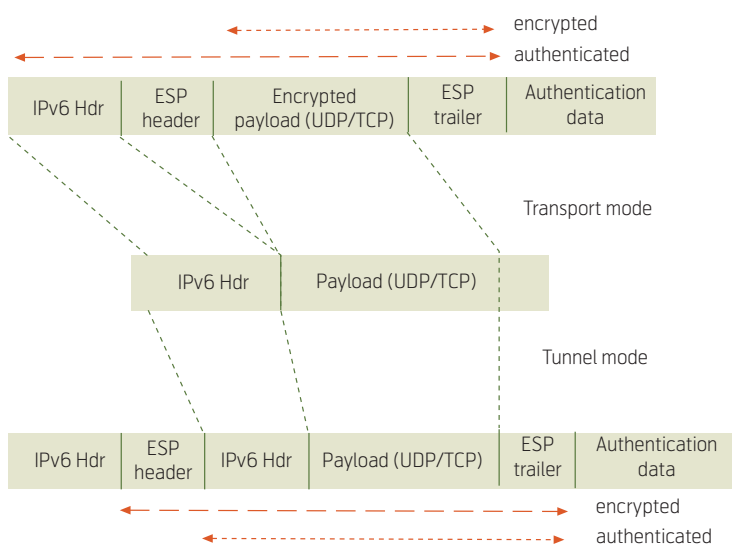 encrypted
authenticated
IPv6 Hdr
ESP
header
Encrypted
payload (UDP/TCP)
ESP
trailer
Authentication
data
Transport mode
IPv6 Hdr
Payload (UDP/TCP)
Tunnel mode
IPv6 Hdr
ESP
header
IPv6 Hdr
Payload (UDP/TCP)
ESP
trailer
Authentication
data
encrypted
authenticated